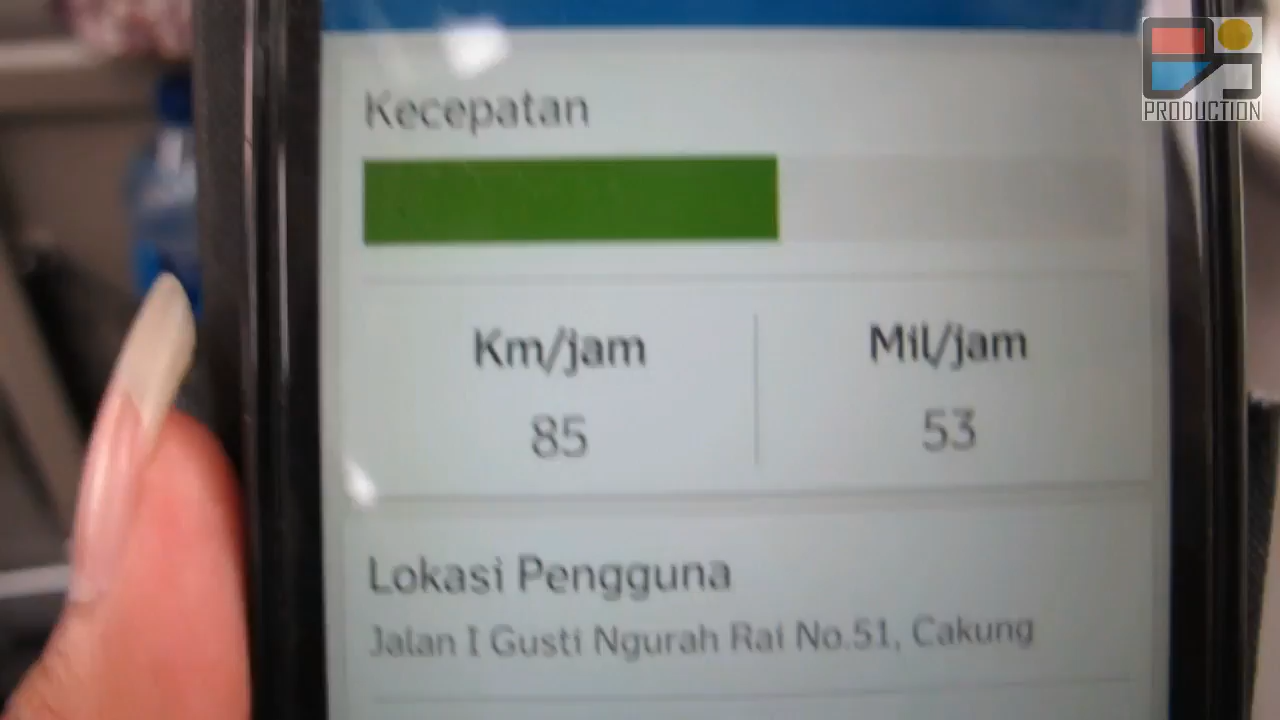 PRODUCTION
Kecepatan
Km/jam
Mil/jam
85
53
Lokasi Pengguna
Jalan I Gusti Ngurah Rai No.51, Cakung